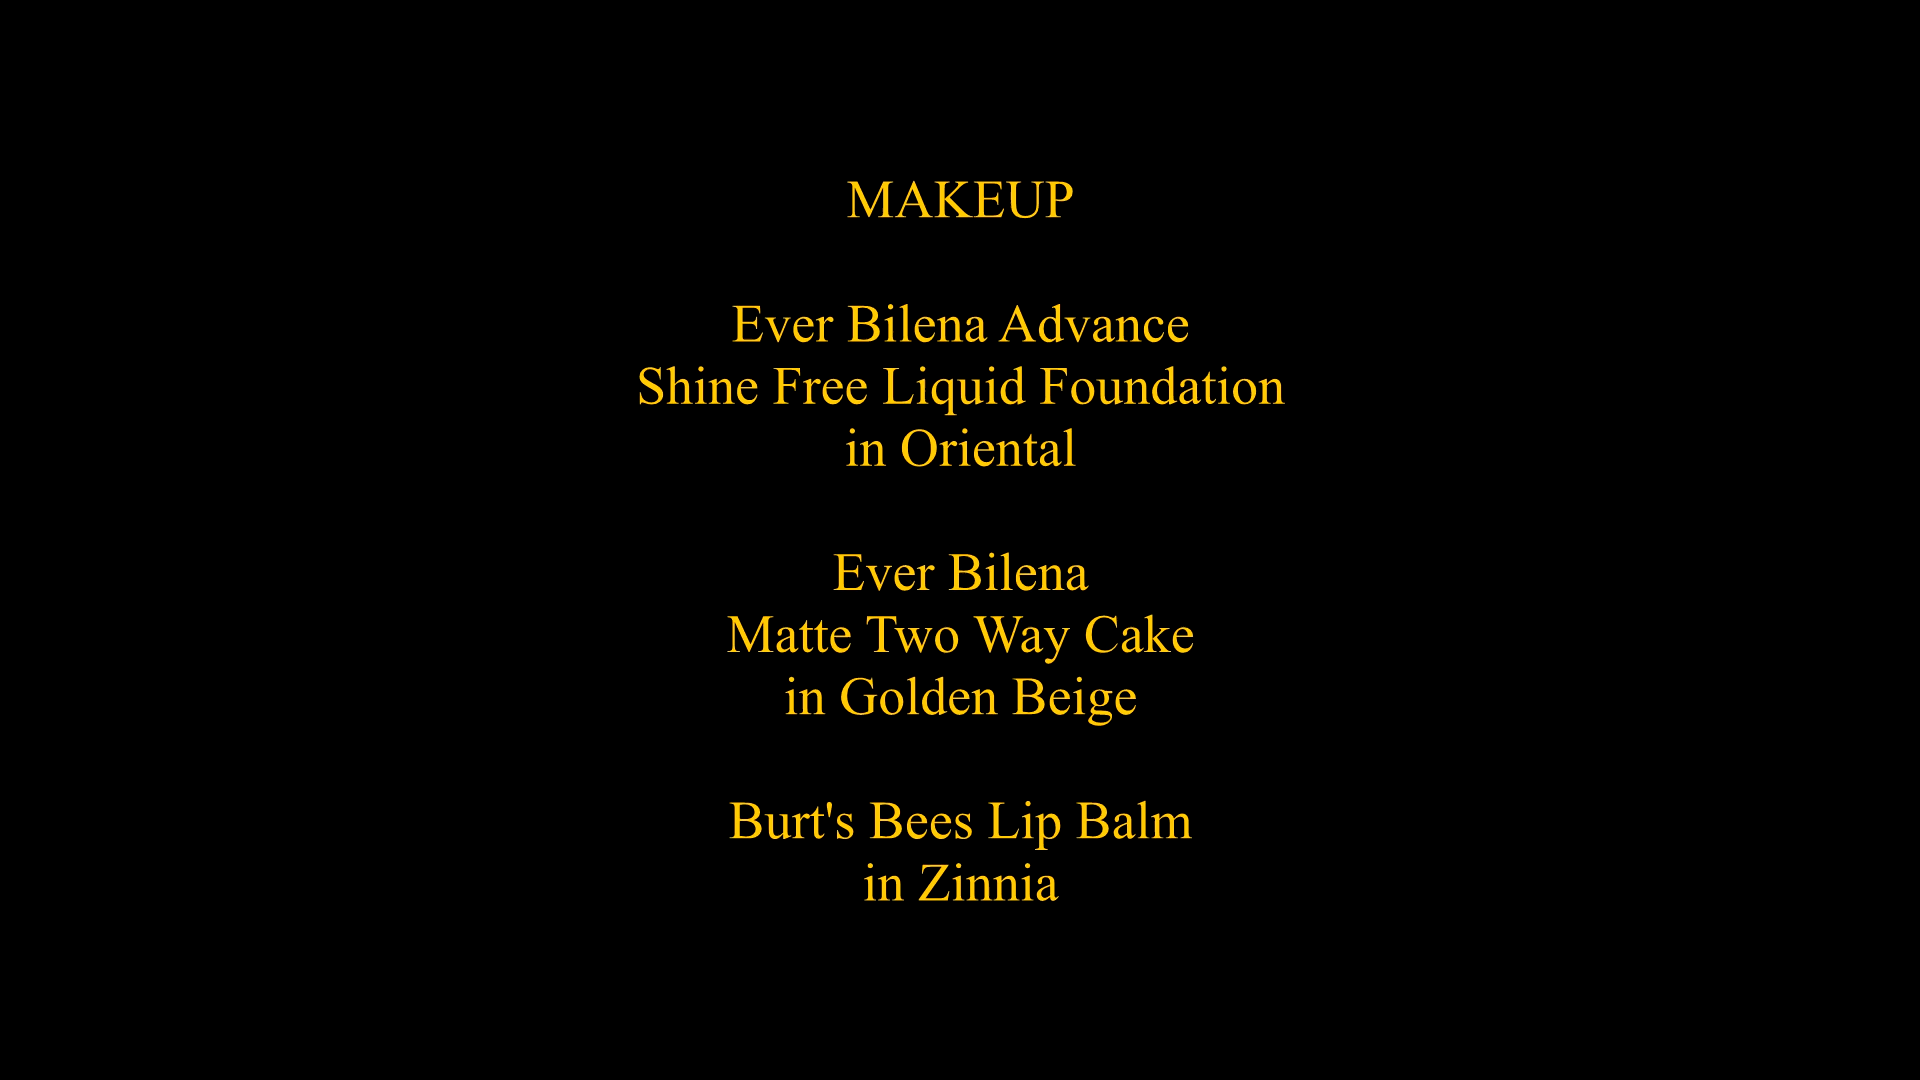 MAKEUP
Ever Bilena Advance
Shine Free Liquid Foundation
in Oriental
Ever Bilena
Matte Two Way Cake
in Golden Beige
Burt's Bees Lip Balm
in Zinnia